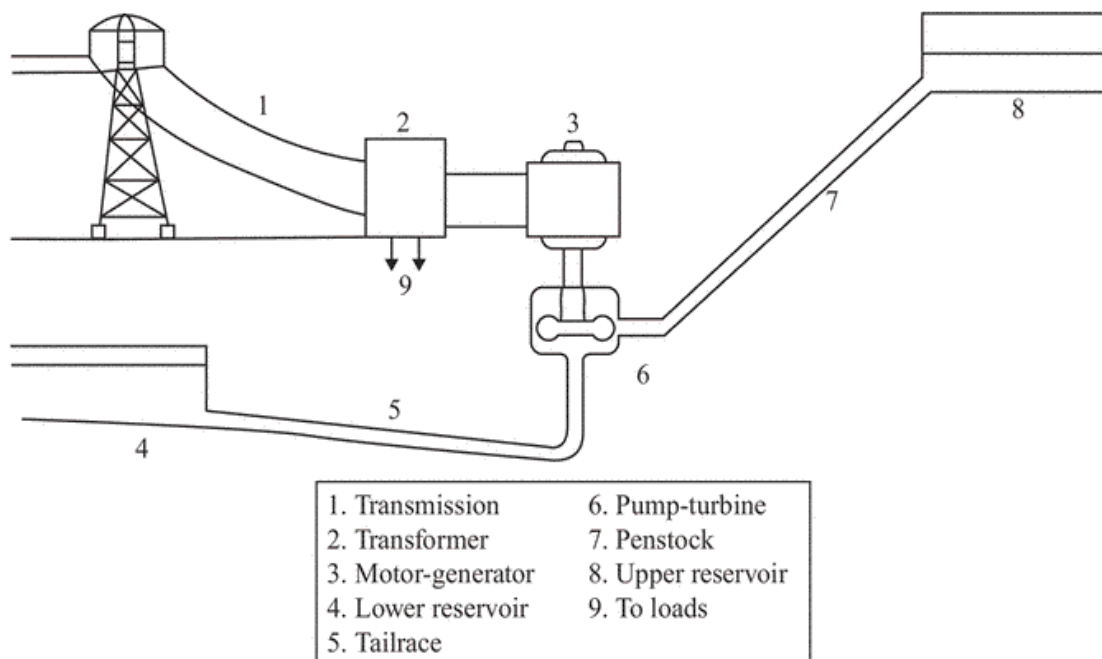 1
2
3
8
7
9
6
5
4
1. Transmission
2. Transformer
3. Motor-generator
4. Lower reservoir
5. Tailrace
6. Pump-turbine
7. Penstock
8. Upper reservoir
9. To loads